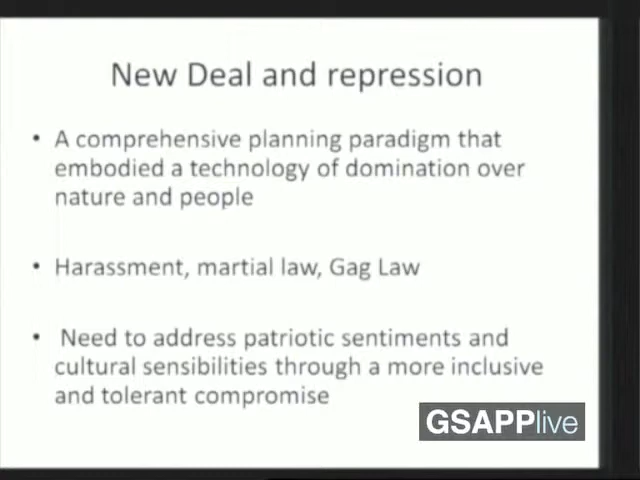 New Deal and repression
• A comprehensive planning paradigm that
embodied a technology of domination over
nature and people
• Harassment, martial law, Gag Law
• Need to address patriotic sentiments and
cultural sensibilities through a more inclusive
and tolerant compromise
GSAPPlive